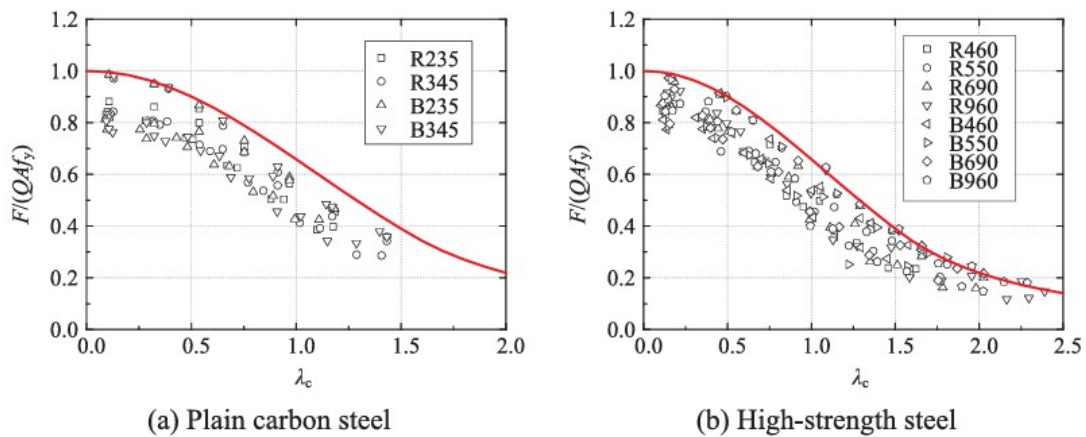 1.2
1.0
0.8
0.6
0.4
0.2
0.0
F/(QAfy)
R235
R345
B235
B345
0.0 0.5 1.0 1.5 2.0
λc
(a) Plain carbon steel
1.2
1.0
0.8
0.6
0.4
0.2
0.0
F/(QAfy)
R460
R550
R690
R960
B460
B550
B690
B960
0.0 0.5 1.0 1.5 2.0 2.5
λc
(b) High-strength steel